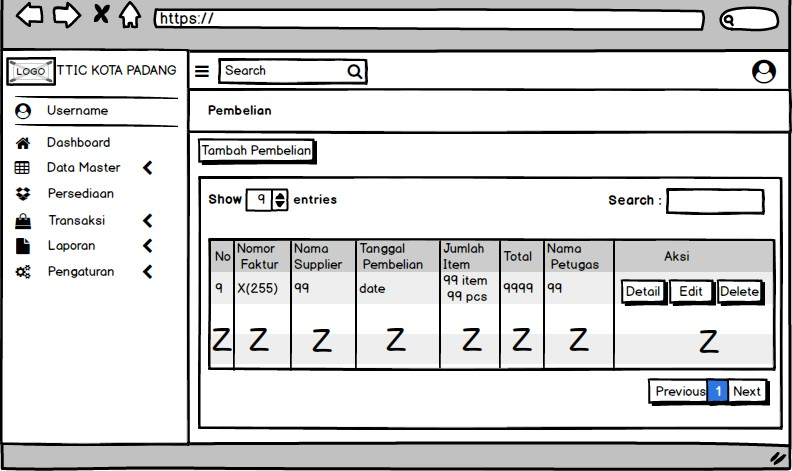 https://
LOGO TTIC KOTA PADANG
Search
Username
Pembelian
Dashboard
Data Master
Persediaan
Transaksi
Laporan
Pengaturan
Tambah Pembelian
Show 9 entries
Search :
No Nomor Faktur Nama Supplier Tanggal Pembelian Jumlah Item Total Nama Petugas Aksi
9 X(255) 99 date 99 item 99 pcs 9999 99 Detail Edit Delete
Z Z Z Z Z Z Z Z
Previous 1 Next